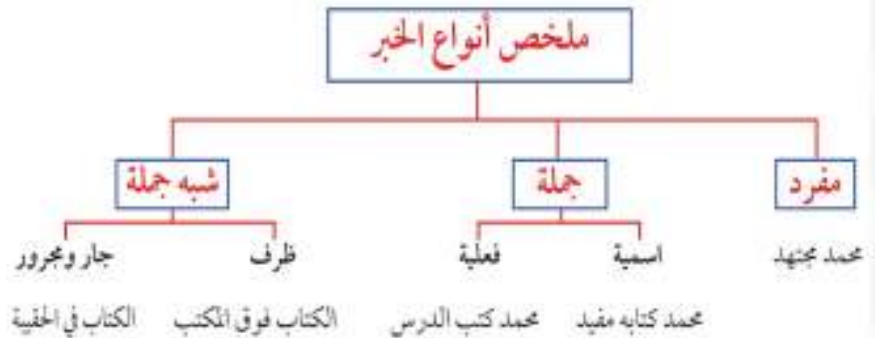 ملخص أنواع الخبر
مفرد جملة شبه جملة
محمد مجتهد اسمية فعلية ظرف جار ومجرور
محمد كتابه مفيد محمد كتب الدرس الكتاب فوق المكتب الكتاب في الحقيبة